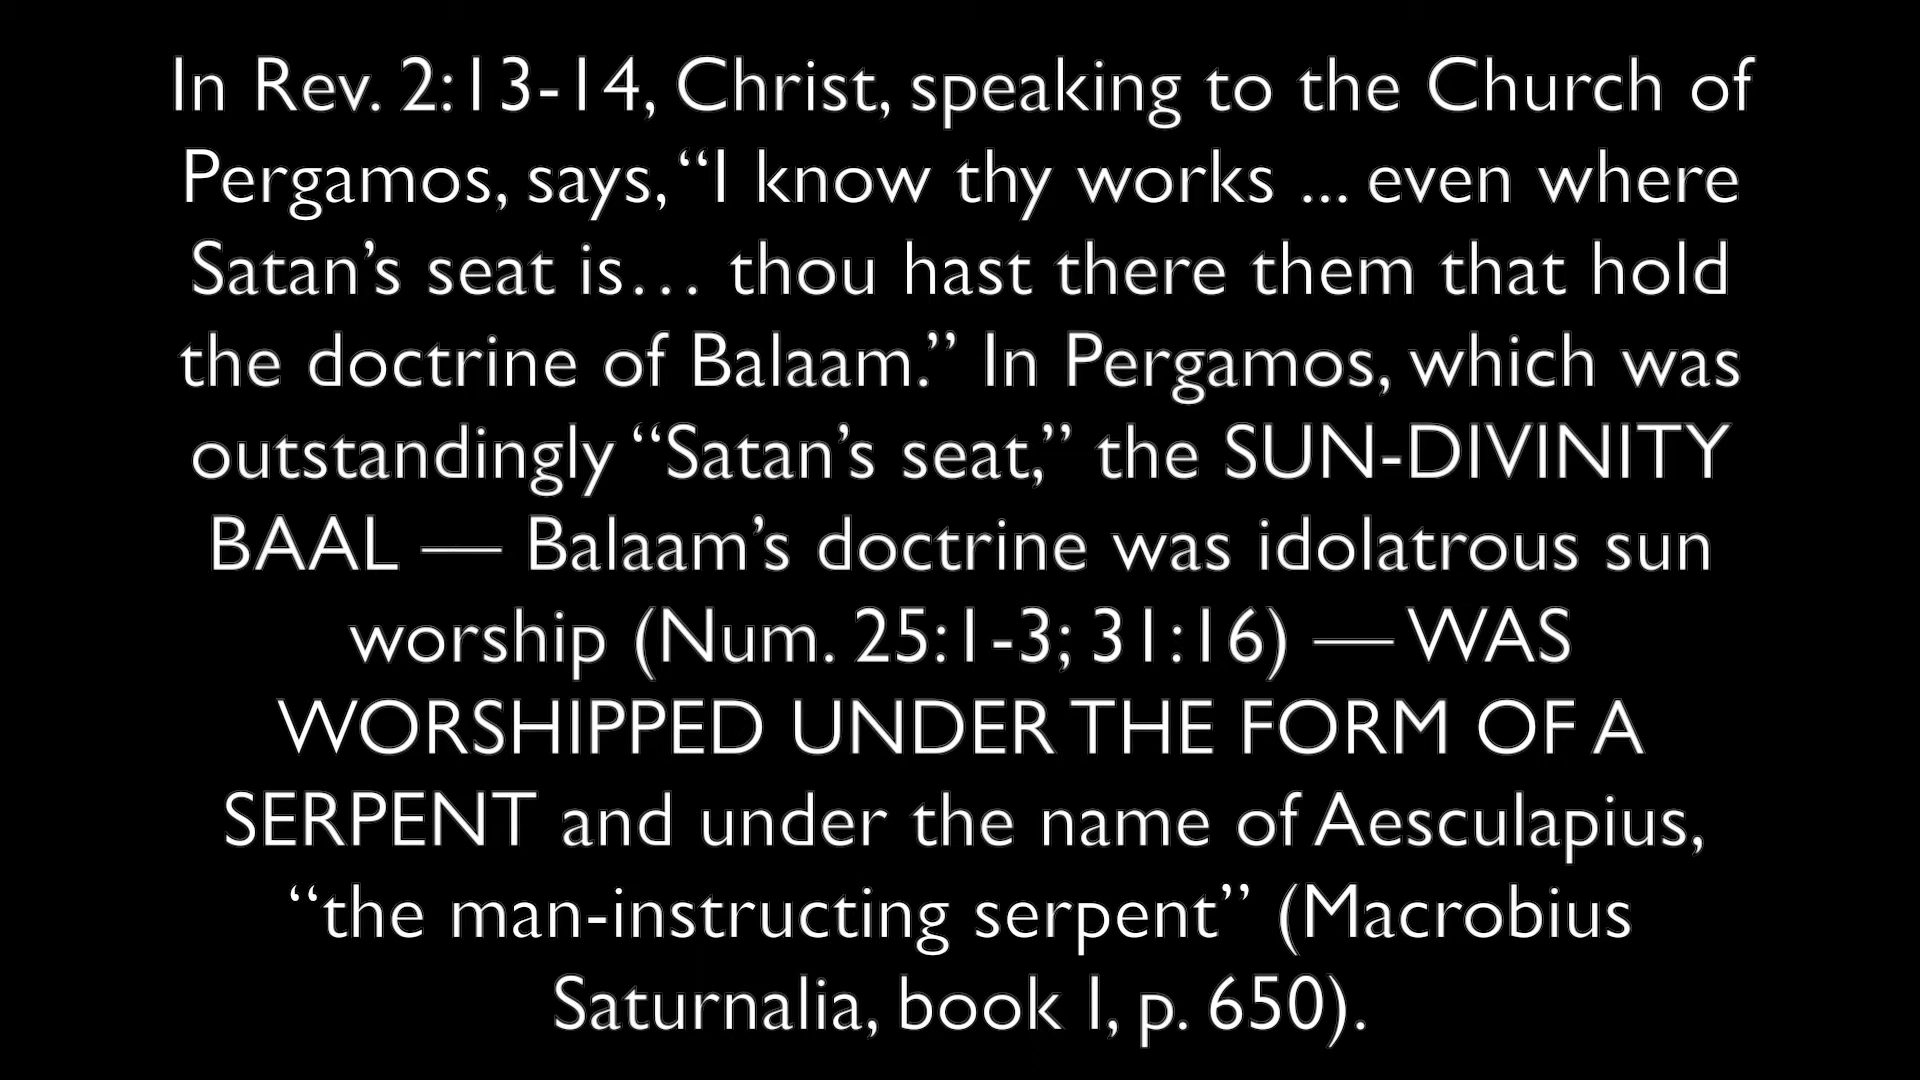 In Rev. 2:13-14, Christ, speaking to the Church of
Pergamos, says, “I know thy works ... even where
Satan’s seat is… thou hast there them that hold
the doctrine of Balaam.” In Pergamos, which was
outstandingly “Satan’s seat,” the SUN-DIVINITY
BAAL — Balaam’s doctrine was idolatrous sun
worship (Num. 25:1-3; 31:16) — WAS
WORSHIPPED UNDER THE FORM OF A
SERPENT and under the name of Aesculapius,
“the man-instructing serpent” (Macrobius
Saturnalia, book I, p. 650).